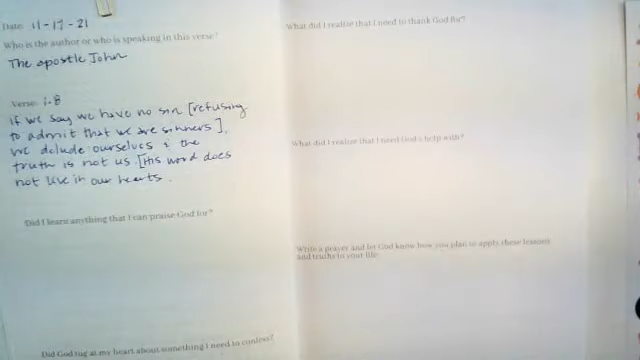 Date: 11-17-21
Who is the author or who is speaking in this verse?
The apostle John
Verse: 1-8
if we say we have no sin [refusing
to admit that we are sinners],
we delude ourselves & the
truth is not us [His word does
not live in our hearts.
Did I learn anything that I can praise God for?
Did God tug at my heart about something I need to confess?
What did I realize that I need to thank God for?
What did I realize that I need God's help with?
Write a prayer and let God know how you plan to apply these lessons
and truths in your life.